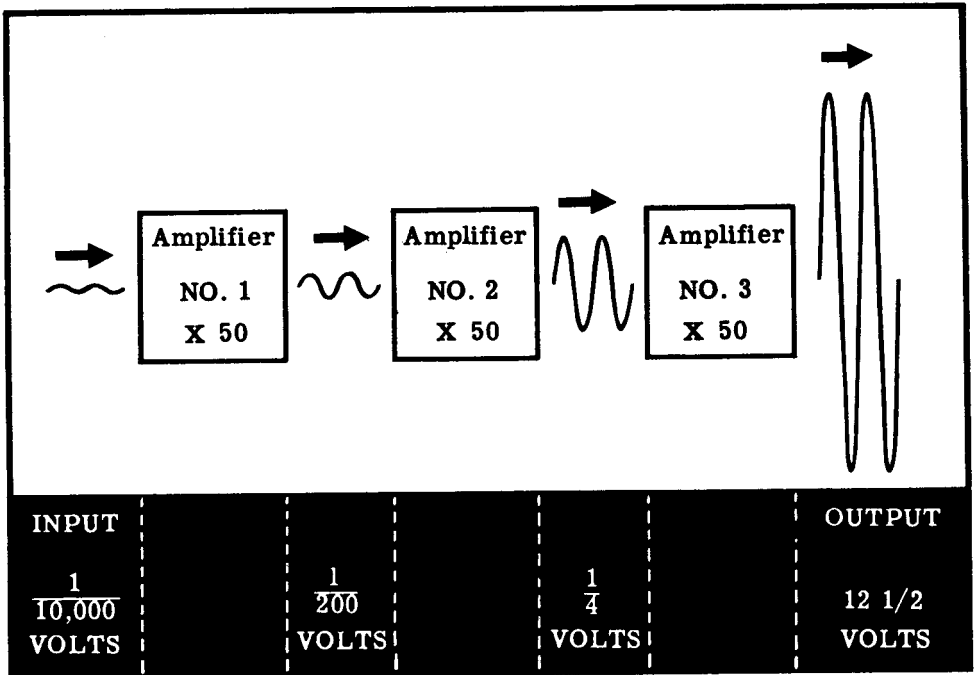 Amplifier
NO. 1
X 50
Amplifier
NO. 2
X 50
Amplifier
NO. 3
X 50
INPUT
1
10,000
VOLTS
1
200
VOLTS
1
4
VOLTS
OUTPUT
12 1/2
VOLTS